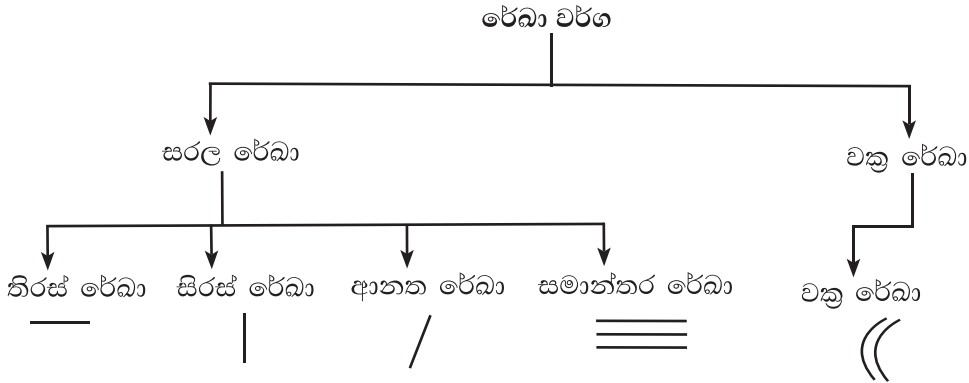 රේඛා වර්ග
සරල රේඛා
වක්‍ර රේඛා
තිරස් රේඛා
සිරස් රේඛා
ආනත රේඛා
සමාන්තර රේඛා
වක්‍ර රේඛා